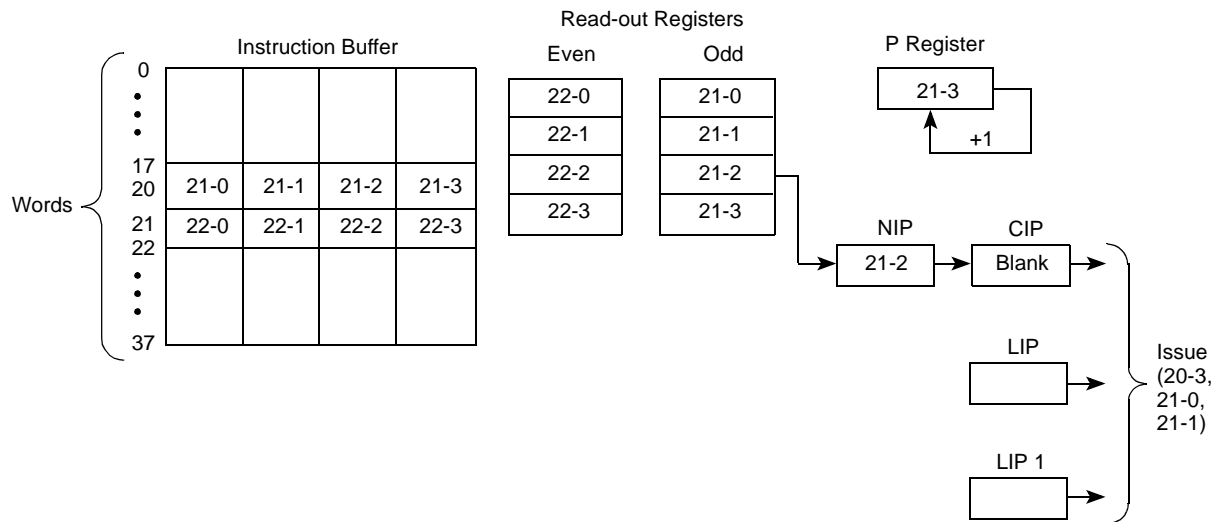 Read-out Registers
Instruction Buffer
Even
Odd
P Register
Words
0
17
20
21
22
37
21-0 21-1 21-2 21-3
22-0 22-1 22-2 22-3
22-0
22-1
22-2
22-3
21-0
21-1
21-2
21-3
21-3
+1
NIP
21-2
CIP
Blank
LIP
LIP 1
Issue
(20-3,
21-0,
21-1)